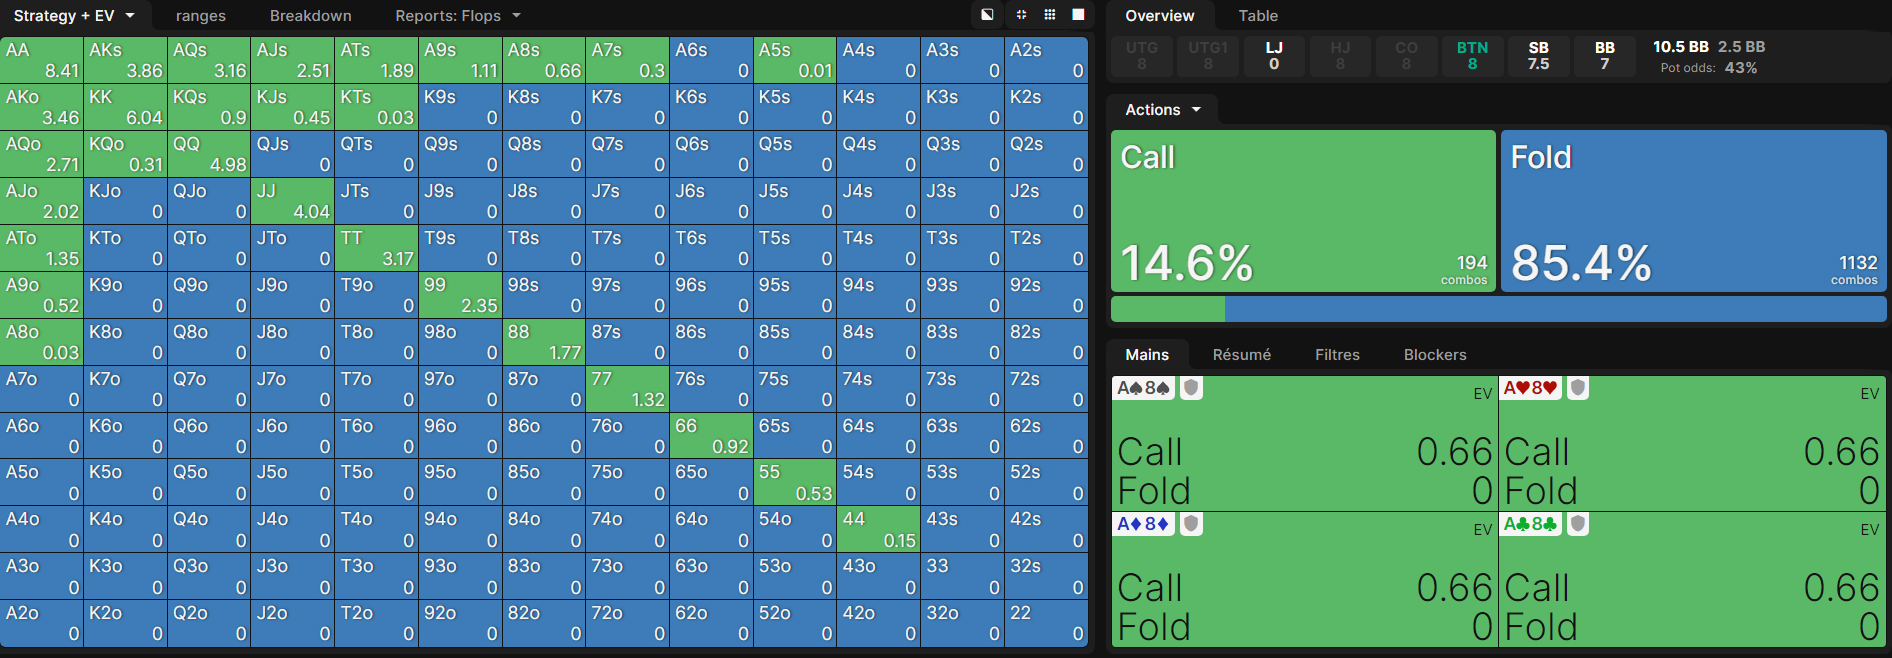 Strategy + EV ranges Breakdown Reports: Flops
AA AKs AQs AJs ATs A9s A8s A7s A6s A5s A4s A3s A2s
8.41 3.86 3.16 2.51 1.89 1.11 0.66 0.3 0 0.01 0 0 0
AKo KK KQs KJs KTs K9s K8s K7s K6s K5s K4s K3s K2s
3.46 6.04 0.9 0.45 0.03 0 0 0 0 0 0 0 0
AQo KQo QQ QJs QTs Q9s Q8s Q7s Q6s Q5s Q4s Q3s Q2s
2.71 0.31 4.98 0 0 0 0 0 0 0 0 0 0
AJo KJo QJo JJ JTs J9s J8s J7s J6s J5s J4s J3s J2s
2.02 0 0 4.04 0 0 0 0 0 0 0 0 0
ATo KTo QTo JTo TT T9s T8s T7s T6s T5s T4s T3s T2s
1.35 0 0 0 3.17 0 0 0 0 0 0 0 0
A9o K9o Q9o J9o T9o 99 98s 97s 96s 95s 94s 93s 92s
0.52 0 0 0 0 2.35 0 0 0 0 0 0 0
A8o K8o Q8o J8o T8o 98o 88 87s 86s 85s 84s 83s 82s
0.03 0 0 0 0 0 1.77 0 0 0 0 0 0
A7o K7o Q7o J7o T7o 97o 87o 77 76s 75s 74s 73s 72s
0 0 0 0 0 0 0 1.32 0 0 0 0 0
A6o K6o Q6o J6o T6o 96o 86o 76o 66 65s 64s 63s 62s
0 0 0 0 0 0 0 0 0.92 0 0 0 0
A5o K5o Q5o J5o T5o 95o 85o 75o 65o 55 54s 53s 52s
0 0 0 0 0 0 0 0 0 0.53 0 0 0
A4o K4o Q4o J4o T4o 94o 84o 74o 64o 54o 44 43s 42s
0 0 0 0 0 0 0 0 0 0 0.15 0 0
A3o K3o Q3o J3o T3o 93o 83o 73o 63o 53o 43o 33 32s
0 0 0 0 0 0 0 0 0 0 0 0 0
A2o K2o Q2o J2o T2o 92o 82o 72o 62o 52o 42o 32o 22
0 0 0 0 0 0 0 0 0 0 0 0 0
Overview Table
UTG UTG1 LJ HJ CO BTN SB BB
8 8 0 8 8 8 7.5 7
10.5 BB 2.5 BB
Pot odds: 43%
Actions
Call Fold
14.6% 194 combos 85.4% 1132 combos
Mains Résumé Filtres Blockers
A♠8♠ EV A♥8♥ EV
Call 0.66 Call 0.66
Fold 0 Fold 0
A♦8♦ EV A♣8♣ EV
Call 0.66 Call 0.66
Fold 0 Fold 0